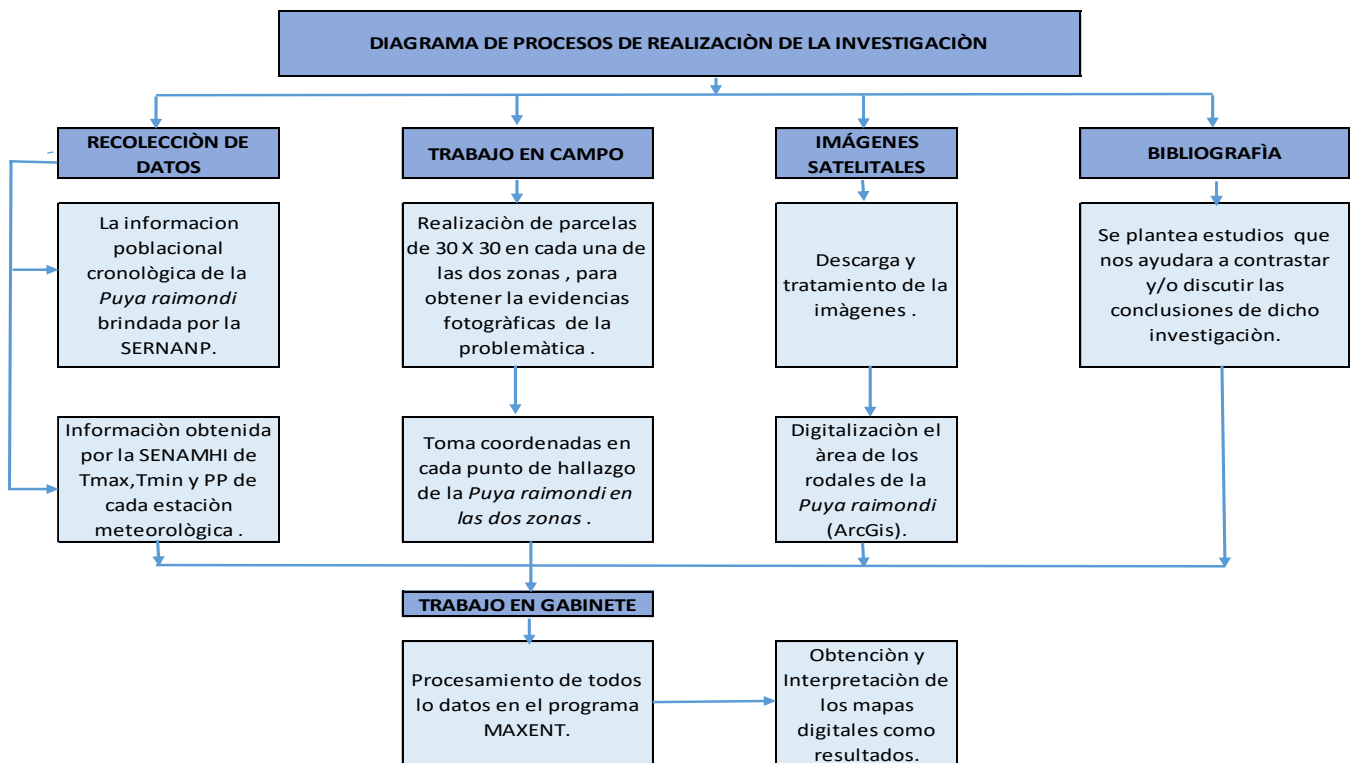 DIAGRAMA DE PROCESOS DE REALIZACIÒN DE LA INVESTIGACIÒN
RECOLECCIÒN DE
DATOS
La informacion
poblacional
cronològica de la
Puya raimondi
brindada por la
SERNANP.
Informaciòn obtenida
por la SENAMHI de
Tmax,Tmin y PP de
cada estaciòn
meteorològica .
TRABAJO EN CAMPO
Realizaciòn de parcelas
de 30 X 30 en cada una de
las dos zonas , para
obtener la evidencias
fotogràficas de la
problemàtica .
Toma coordenadas en
cada punto de hallazgo
de la Puya raimondi en
las dos zonas .
IMÁGENES
SATELITALES
Descarga y
tratamiento de la
imàgenes .
Digitalizaciòn el
àrea de los
rodales de la
Puya raimondi
(ArcGis).
BIBLIOGRAFÌA
Se plantea estudios que
nos ayudara a contrastar
y/o discutir las
conclusiones de dicho
investigaciòn.
TRABAJO EN GABINETE
Procesamiento de todos
lo datos en el programa
MAXENT.
Obtenciòn y
Interpretaciòn de
los mapas
digitales como
resultados.